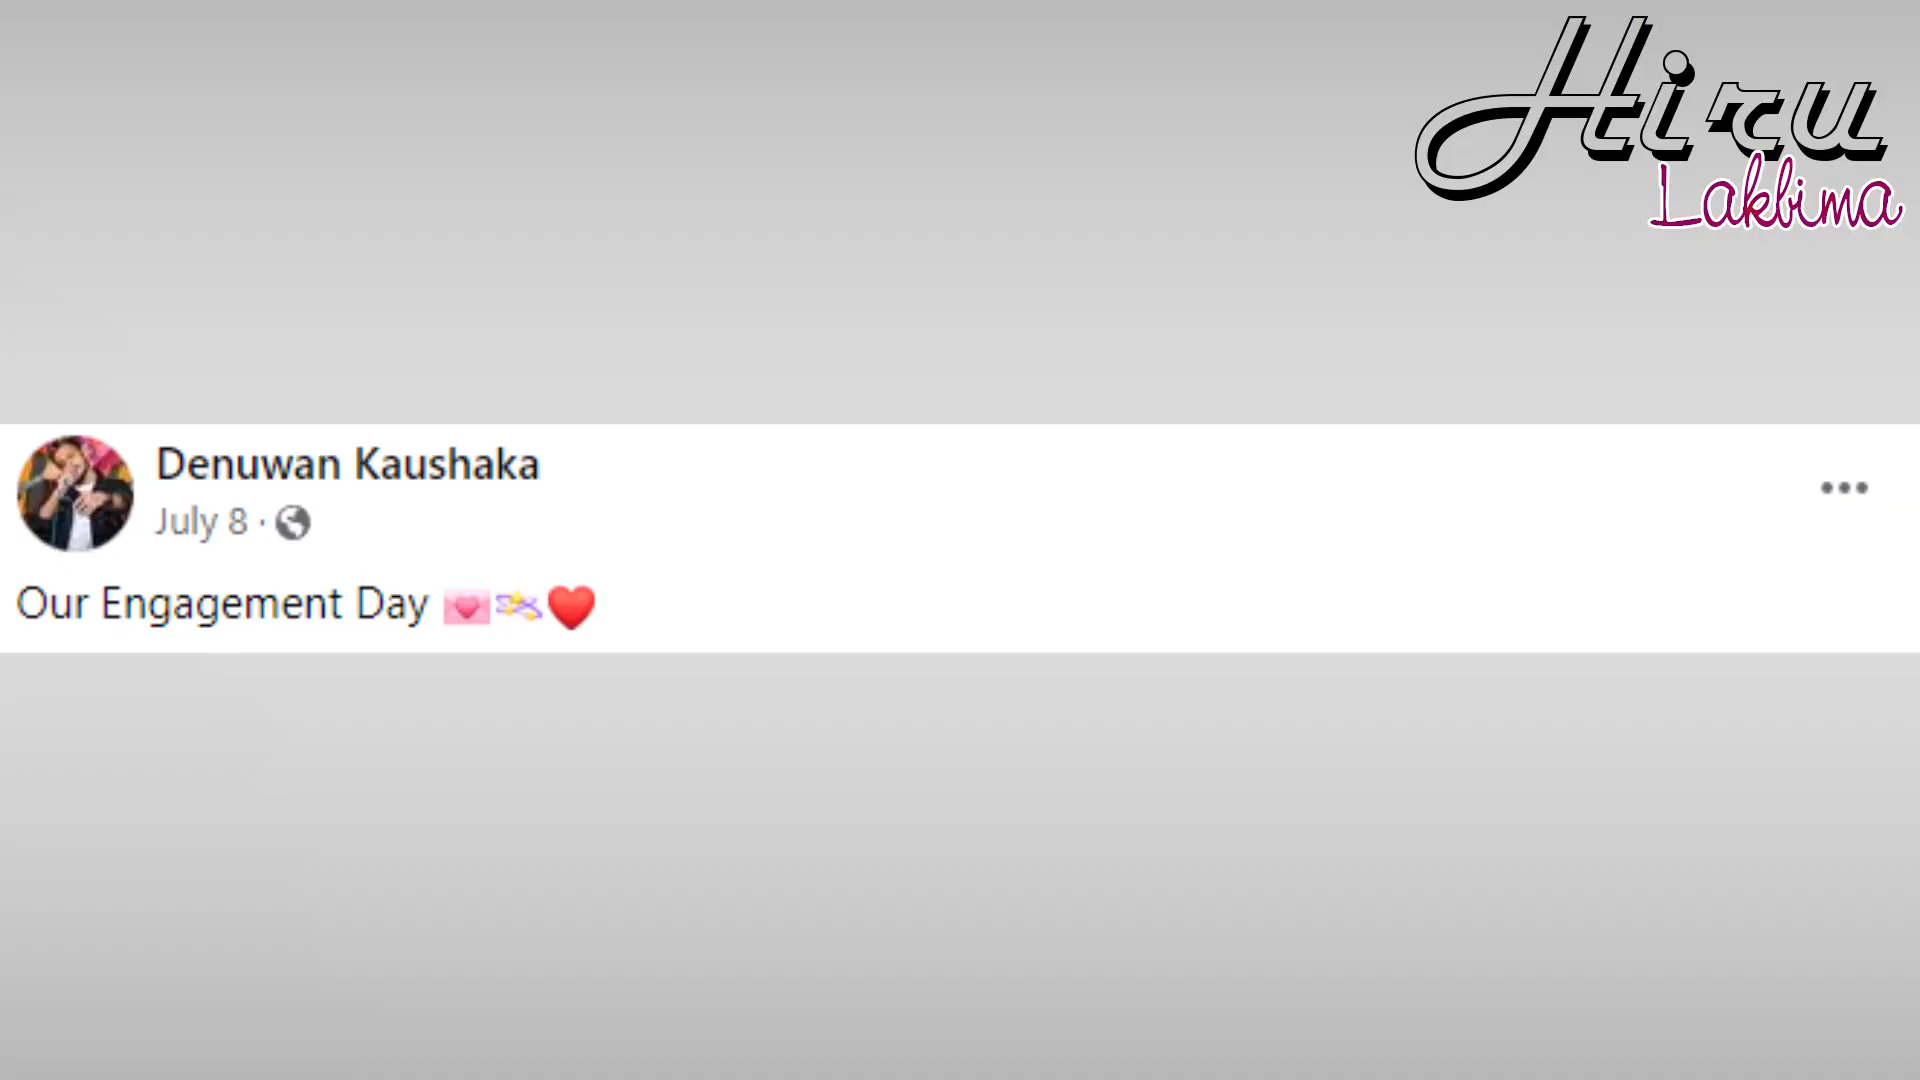 Hiru
Lakbima
Denuwan Kaushaka
July 8 ·
Our Engagement Day 💌💫❤️